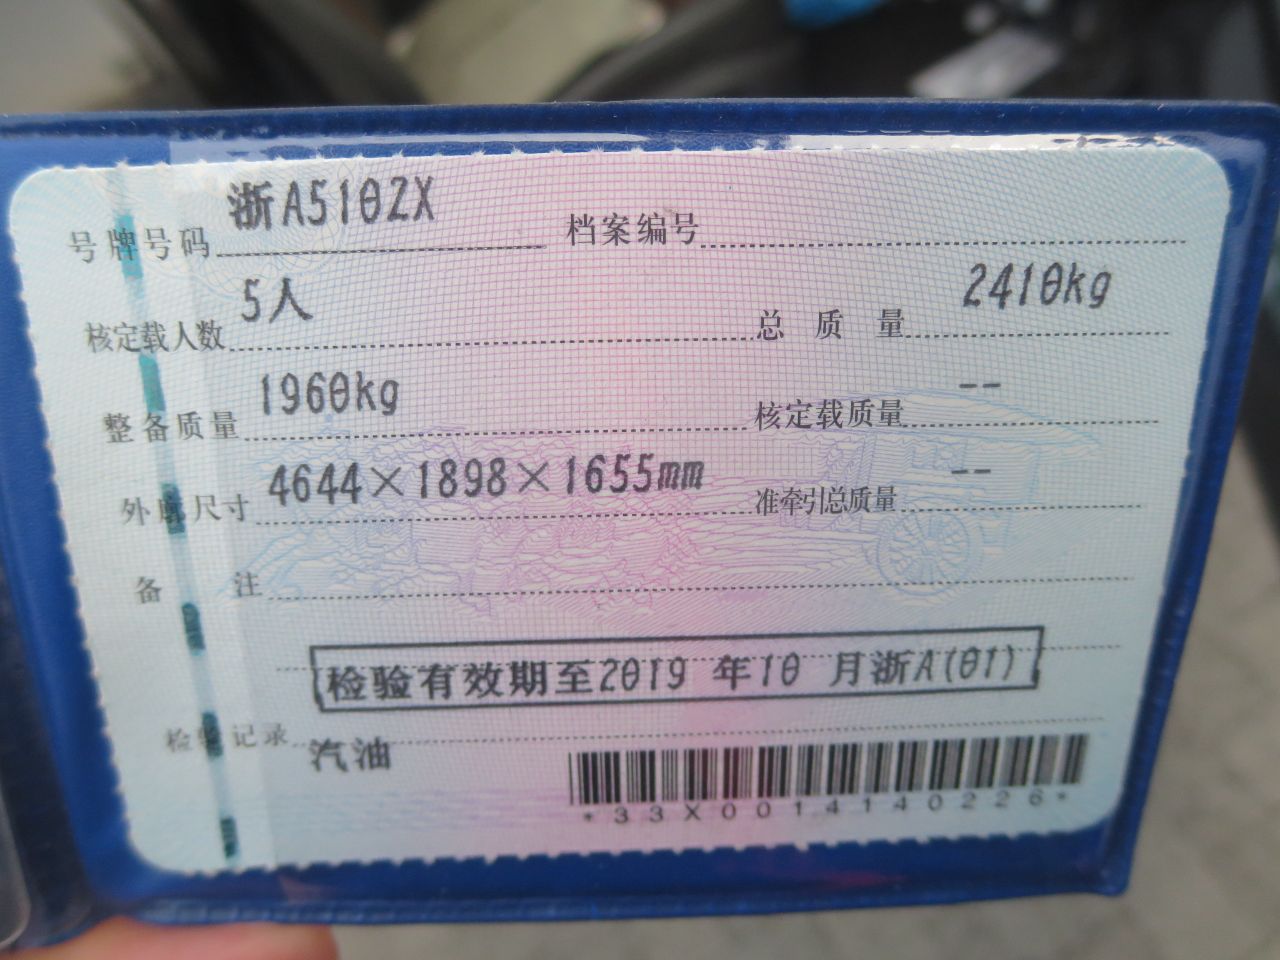 号牌号码 浙A5102X 档案编号
核定载人数 5人 总质量 2410kg
整备质量 1960kg 核定载质量 --
外廓尺寸 4644×1898×1655mm 准牵引总质量 --
备注
检验有效期至2019 年10 月浙A(01)
检验记录 汽油
*33X0014140226*